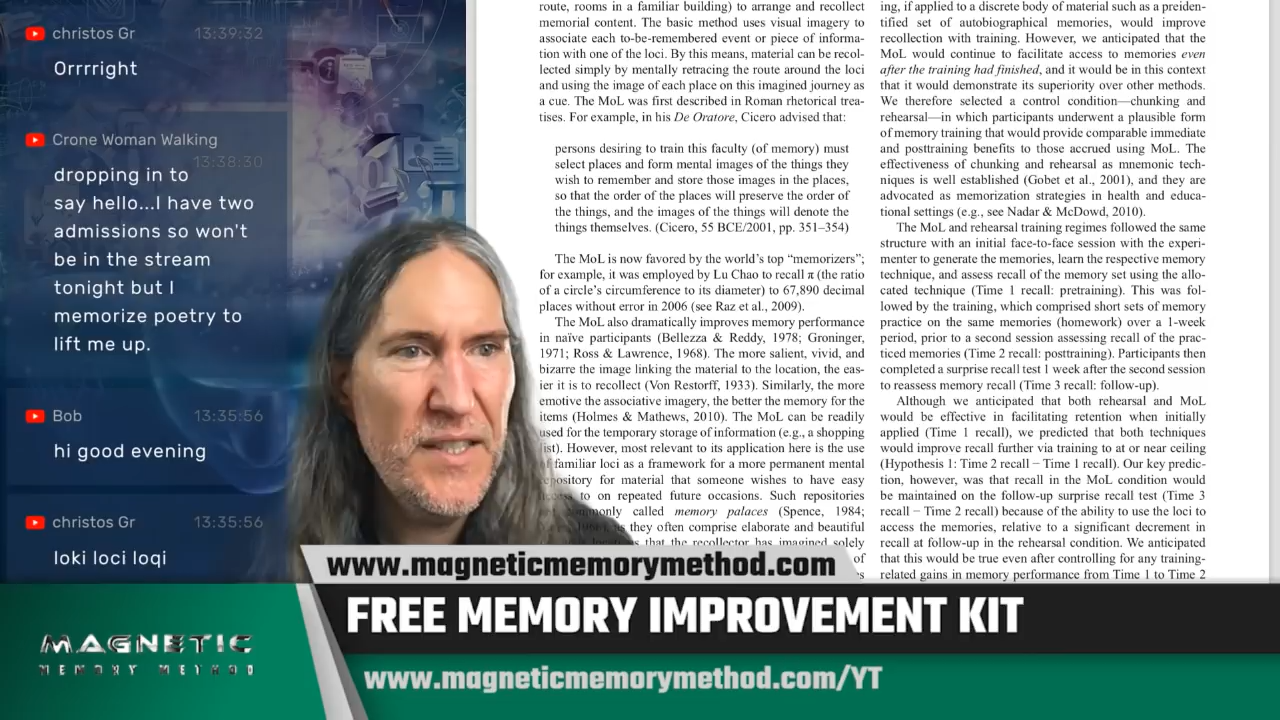 christos Gr 13:39:32
Orrrright
Crone Woman Walking
13:38:30
dropping in to
say hello...I have two
admissions so won't
be in the stream
tonight but I
memorize poetry to
lift me up.
Bob 13:35:56
hi good evening
christos Gr 13:35:56
loki loci loqi
route, rooms in a familiar building) to arrange and recollect
memorial content. The basic method uses visual imagery to
associate each to-be-remembered event or piece of informa-
tion with one of the loci. By this means, material can be recol-
lected simply by mentally retracing the route around the loci
and using the image of each place on this imagined journey as
a cue. The MoL was first described in Roman rhetorical trea-
tises. For example, in his De Oratore, Cicero advised that:
persons desiring to train this faculty (of memory) must
select places and form mental images of the things they
wish to remember and store those images in the places,
so that the order of the places will preserve the order of
the things, and the images of the things will denote the
things themselves. (Cicero, 55 BCE/2001, pp. 351–354)
The MoL is now favored by the world's top “memorizers”;
for example, it was employed by Lu Chao to recall π (the ratio
of a circle's circumference to its diameter) to 67,890 decimal
places without error in 2006 (see Raz et al., 2009).
The MoL also dramatically improves memory performance
in naïve participants (Bellezza & Reddy, 1978; Groninger,
1971; Ross & Lawrence, 1968). The more salient, vivid, and
bizarre the image linking the material to the location, the eas-
ier it is to recollect (Von Restorff, 1933). Similarly, the more
emotive the associative imagery, the better the memory for the
items (Holmes & Mathews, 2010). The MoL can be readily
used for the temporary storage of information (e.g., a shopping
list). However, most relevant to its application here is the use
of familiar loci as a framework for a more permanent mental
repository for material that someone wishes to have easy
to on repeated future occasions. Such repositories
called memory palaces (Spence, 1984;
as they often comprise elaborate and beautiful
that the recollector has imagined solely
of
ing, if applied to a discrete body of material such as a preiden-
tified set of autobiographical memories, would improve
recollection with training. However, we anticipated that the
MoL would continue to facilitate access to memories even
after the training had finished, and it would be in this context
that it would demonstrate its superiority over other methods.
We therefore selected a control condition—chunking and
rehearsal—in which participants underwent a plausible form
of memory training that would provide comparable immediate
and posttraining benefits to those accrued using MoL. The
effectiveness of chunking and rehearsal as mnemonic tech-
niques is well established (Gobet et al., 2001), and they are
advocated as memorization strategies in health and educa-
tional settings (e.g., see Nadar & McDowd, 2010).
The MoL and rehearsal training regimes followed the same
structure with an initial face-to-face session with the experi-
menter to generate the memories, learn the respective memory
technique, and assess recall of the memory set using the allo-
cated technique (Time 1 recall: pretraining). This was fol-
lowed by the training, which comprised short sets of memory
practice on the same memories (homework) over a 1-week
period, prior to a second session assessing recall of the prac-
ticed memories (Time 2 recall: posttraining). Participants then
completed a surprise recall test 1 week after the second session
to reassess memory recall (Time 3 recall: follow-up).
Although we anticipated that both rehearsal and MoL
would be effective in facilitating retention when initially
applied (Time 1 recall), we predicted that both techniques
would improve recall further via training to at or near ceiling
(Hypothesis 1: Time 2 recall − Time 1 recall). Our key predic-
tion, however, was that recall in the MoL condition would
be maintained on the follow-up surprise recall test (Time 3
recall − Time 2 recall) because of the ability to use the loci to
access the memories, relative to a significant decrement in
recall at follow-up in the rehearsal condition. We anticipated
that this would be true even after controlling for any training-
related gains in memory performance from Time 1 to Time 2
www.magneticmemorymethod.com
FREE MEMORY IMPROVEMENT KIT
www.magneticmemorymethod.com/YT
MAGNETIC
MEMORY METHOD